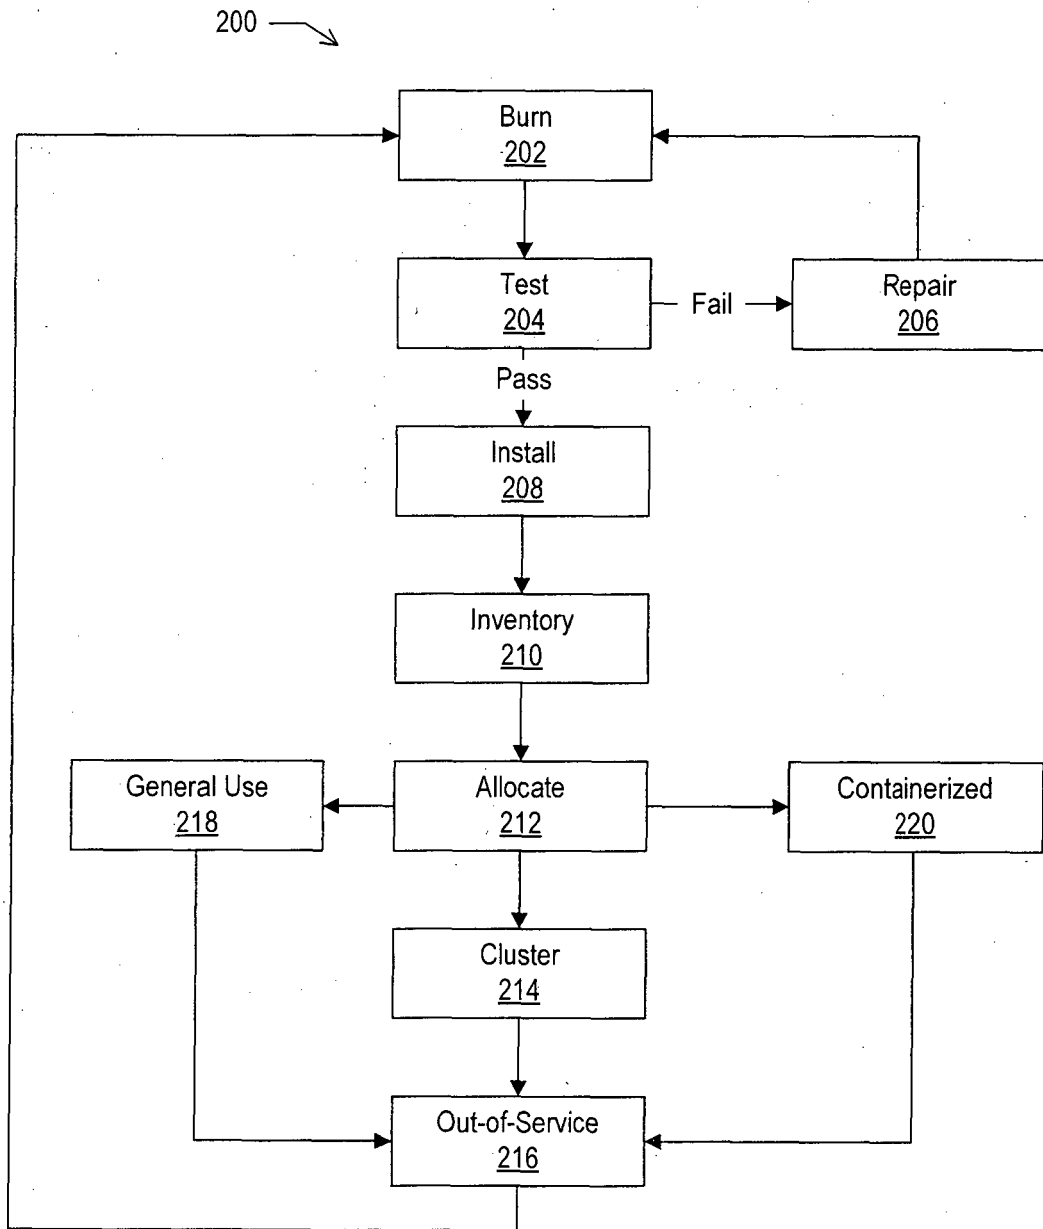 200
Burn
202
Test
204
Fail
Repair
206
Pass
Install
208
Inventory
210
General Use
218
Allocate
212
Containerized
220
Cluster
214
Out-of-Service
216